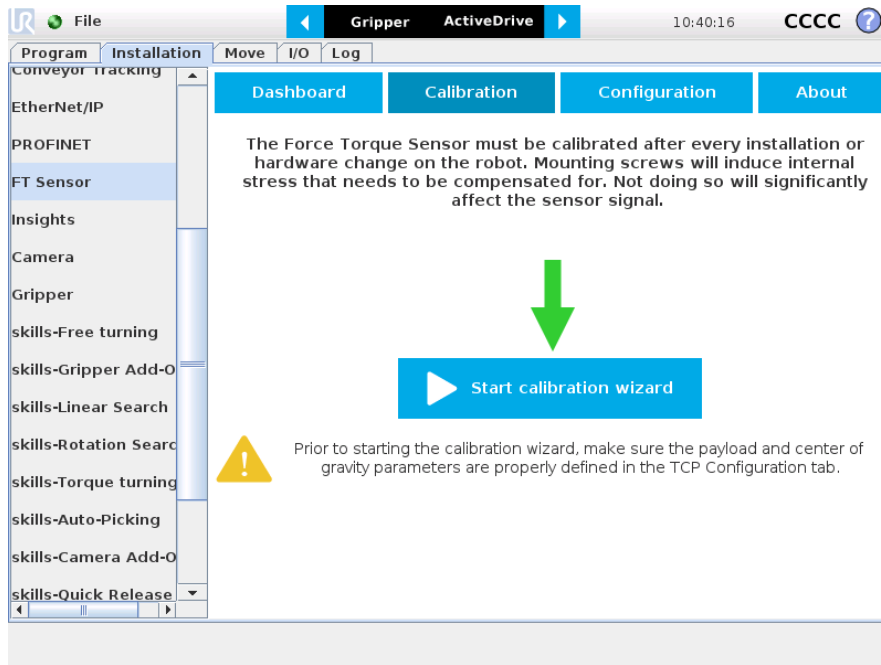 UR File Gripper ActiveDrive 10:40:16 CCCC ?
Program Installation Move I/O Log
Conveyor Tracking
EtherNet/IP
PROFINET
FT Sensor
Insights
Camera
Gripper
skills-Free turning
skills-Gripper Add-O
skills-Linear Search
skills-Rotation Searc
skills-Torque turning
skills-Auto-Picking
skills-Camera Add-O
skills-Quick Release
Dashboard Calibration Configuration About
The Force Torque Sensor must be calibrated after every installation or
hardware change on the robot. Mounting screws will induce internal
stress that needs to be compensated for. Not doing so will significantly
affect the sensor signal.
Start calibration wizard
Prior to starting the calibration wizard, make sure the payload and center of
gravity parameters are properly defined in the TCP Configuration tab.